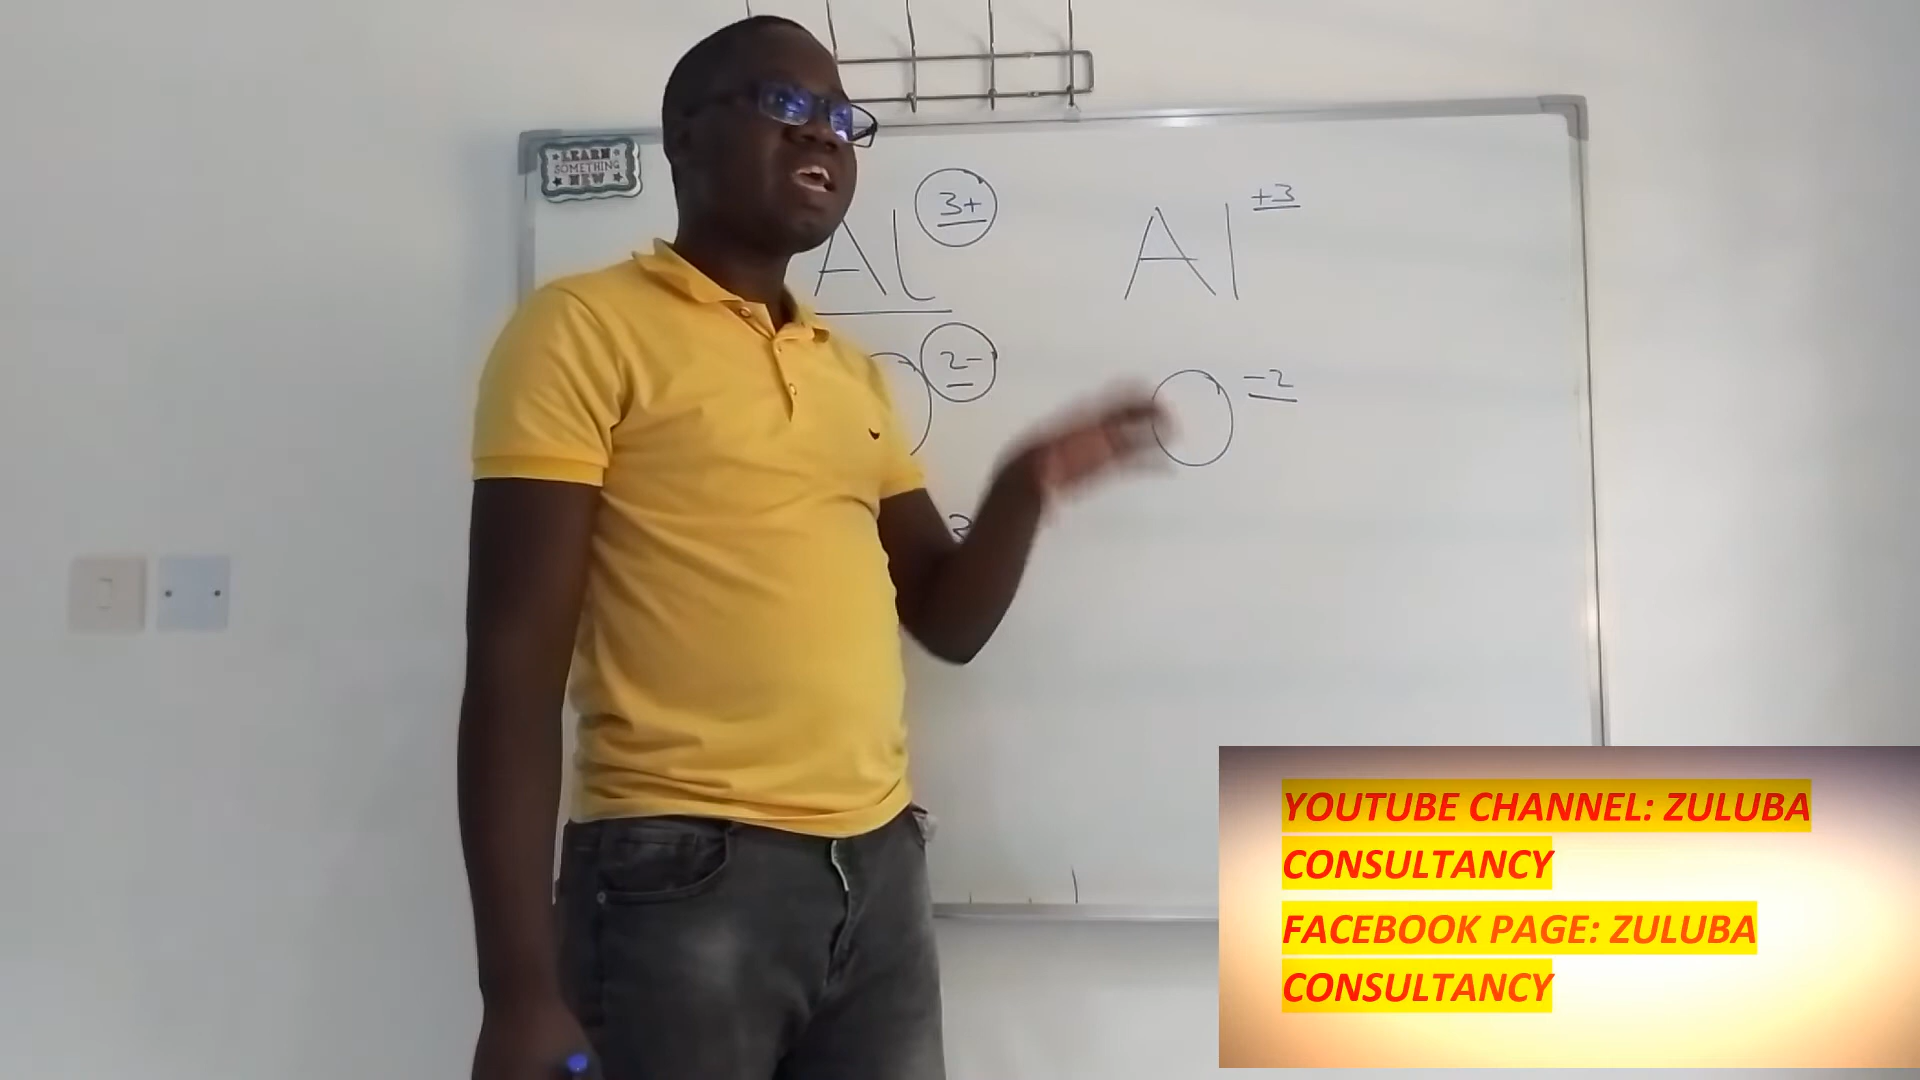 LEARN
SOMETHING
NEW
Al 3+
Al +3
O 2-
O -2
YOUTUBE CHANNEL: ZULUBA
CONSULTANCY
FACEBOOK PAGE: ZULUBA
CONSULTANCY